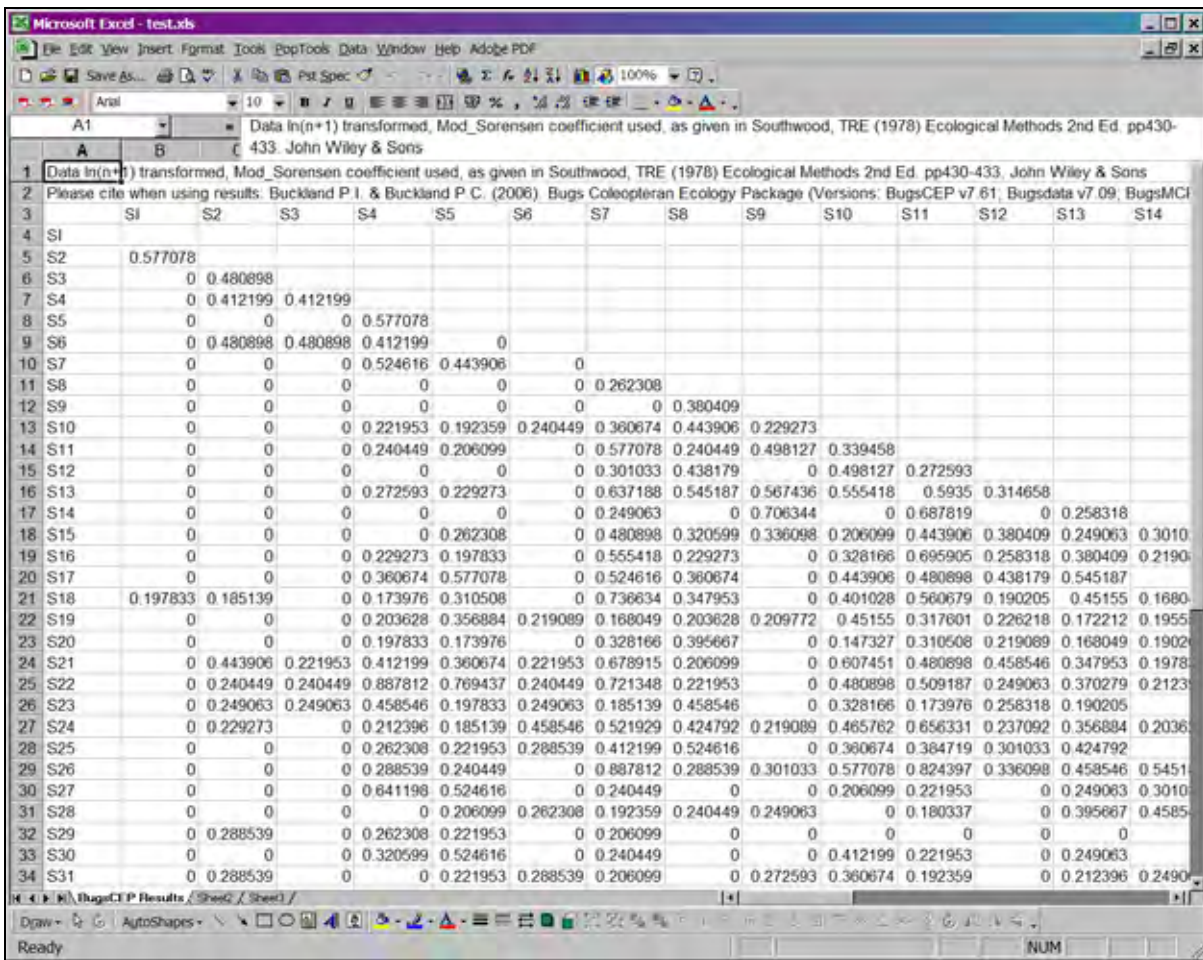 Microsoft Excel - test.xls
File Edit View Insert Format Tools PopTools Data Window Help Adobe PDF
Save As... Pst Spec 100%
Arial 10 B I U
A1 = Data ln(n+1) transformed, Mod_Sorensen coefficient used, as given in Southwood, TRE (1978) Ecological Methods 2nd Ed. pp430-
433. John Wiley & Sons
A B C
1 Data ln(n+1) transformed, Mod_Sorensen coefficient used, as given in Southwood, TRE (1978) Ecological Methods 2nd Ed. pp430-433. John Wiley & Sons
2 Please cite when using results: Buckland P.I. & Buckland P.C. (2006). Bugs Coleopteran Ecology Package (Versions: BugsCEP v7.61; Bugsdata v7.09; BugsMCR
3 SI S2 S3 S4 S5 S6 S7 S8 S9 S10 S11 S12 S13 S14
4 SI
5 S2 0.577078
6 S3 0 0.480898
7 S4 0 0.412199 0.412199
8 S5 0 0 0 0.577078
9 S6 0 0.480898 0.480898 0.412199 0
10 S7 0 0 0 0.524616 0.443906 0
11 S8 0 0 0 0 0 0 0.262308
12 S9 0 0 0 0 0 0 0 0.380409
13 S10 0 0 0 0.221953 0.192359 0.240449 0.360674 0.443906 0.229273
14 S11 0 0 0 0.240449 0.206099 0 0.577078 0.240449 0.498127 0.339458
15 S12 0 0 0 0 0 0 0.301033 0.438179 0 0.498127 0.272593
16 S13 0 0 0 0.272593 0.229273 0 0.637188 0.545187 0.567436 0.555418 0.5935 0.314658
17 S14 0 0 0 0 0 0 0.249063 0 0.706344 0 0.687819 0 0.258318
18 S15 0 0 0 0 0.262308 0 0.480898 0.320599 0.336098 0.206099 0.443906 0.380409 0.249063 0.3010
19 S16 0 0 0 0.229273 0.197833 0 0.555418 0.229273 0 0.328166 0.695905 0.258318 0.380409 0.2190
20 S17 0 0 0 0.360674 0.577078 0 0.524616 0.360674 0 0.443906 0.480898 0.438179 0.545187
21 S18 0.197833 0.185139 0 0.173976 0.310508 0 0.736634 0.347953 0 0.401028 0.560679 0.190205 0.45155 0.1680
22 S19 0 0 0 0.203628 0.356884 0.219089 0.168049 0.203628 0.209772 0.45155 0.317601 0.226218 0.172212 0.1955
23 S20 0 0 0 0.197833 0.173976 0 0.328166 0.395667 0 0.147327 0.310508 0.219089 0.168049 0.1902
24 S21 0 0.443906 0.221953 0.412199 0.360674 0.221953 0.678915 0.206099 0 0.607451 0.480898 0.458546 0.347953 0.1978
25 S22 0 0.240449 0.240449 0.887812 0.769437 0.240449 0.721348 0.221953 0 0.480898 0.509187 0.249063 0.370279 0.2123
26 S23 0 0.249063 0.249063 0.458546 0.197833 0.249063 0.185139 0.458546 0 0.328166 0.173976 0.258318 0.190205
27 S24 0 0.229273 0 0.212396 0.185139 0.458546 0.521929 0.424792 0.219089 0.465762 0.656331 0.237092 0.356884 0.2036
28 S25 0 0 0 0.262308 0.221953 0.288539 0.412199 0.524616 0 0.360674 0.384719 0.301033 0.424792
29 S26 0 0 0 0.288539 0.240449 0 0.887812 0.288539 0.301033 0.577078 0.824397 0.336098 0.458546 0.5451
30 S27 0 0 0 0.641198 0.524616 0 0.240449 0 0 0.206099 0.221953 0 0.249063 0.3010
31 S28 0 0 0 0 0.206099 0.262308 0.192359 0.240449 0.249063 0 0.180337 0 0.395667 0.4585
32 S29 0 0.288539 0 0.262308 0.221953 0 0.206099 0 0 0 0 0 0
33 S30 0 0 0 0.320599 0.524616 0 0.240449 0 0 0.412199 0.221953 0 0.249063
34 S31 0 0.288539 0 0 0.221953 0.288539 0.206099 0 0.272593 0.360674 0.192359 0 0.212396 0.2490
BugsCEP Results Sheet2 Sheet3
Draw AutoShapes
Ready NUM